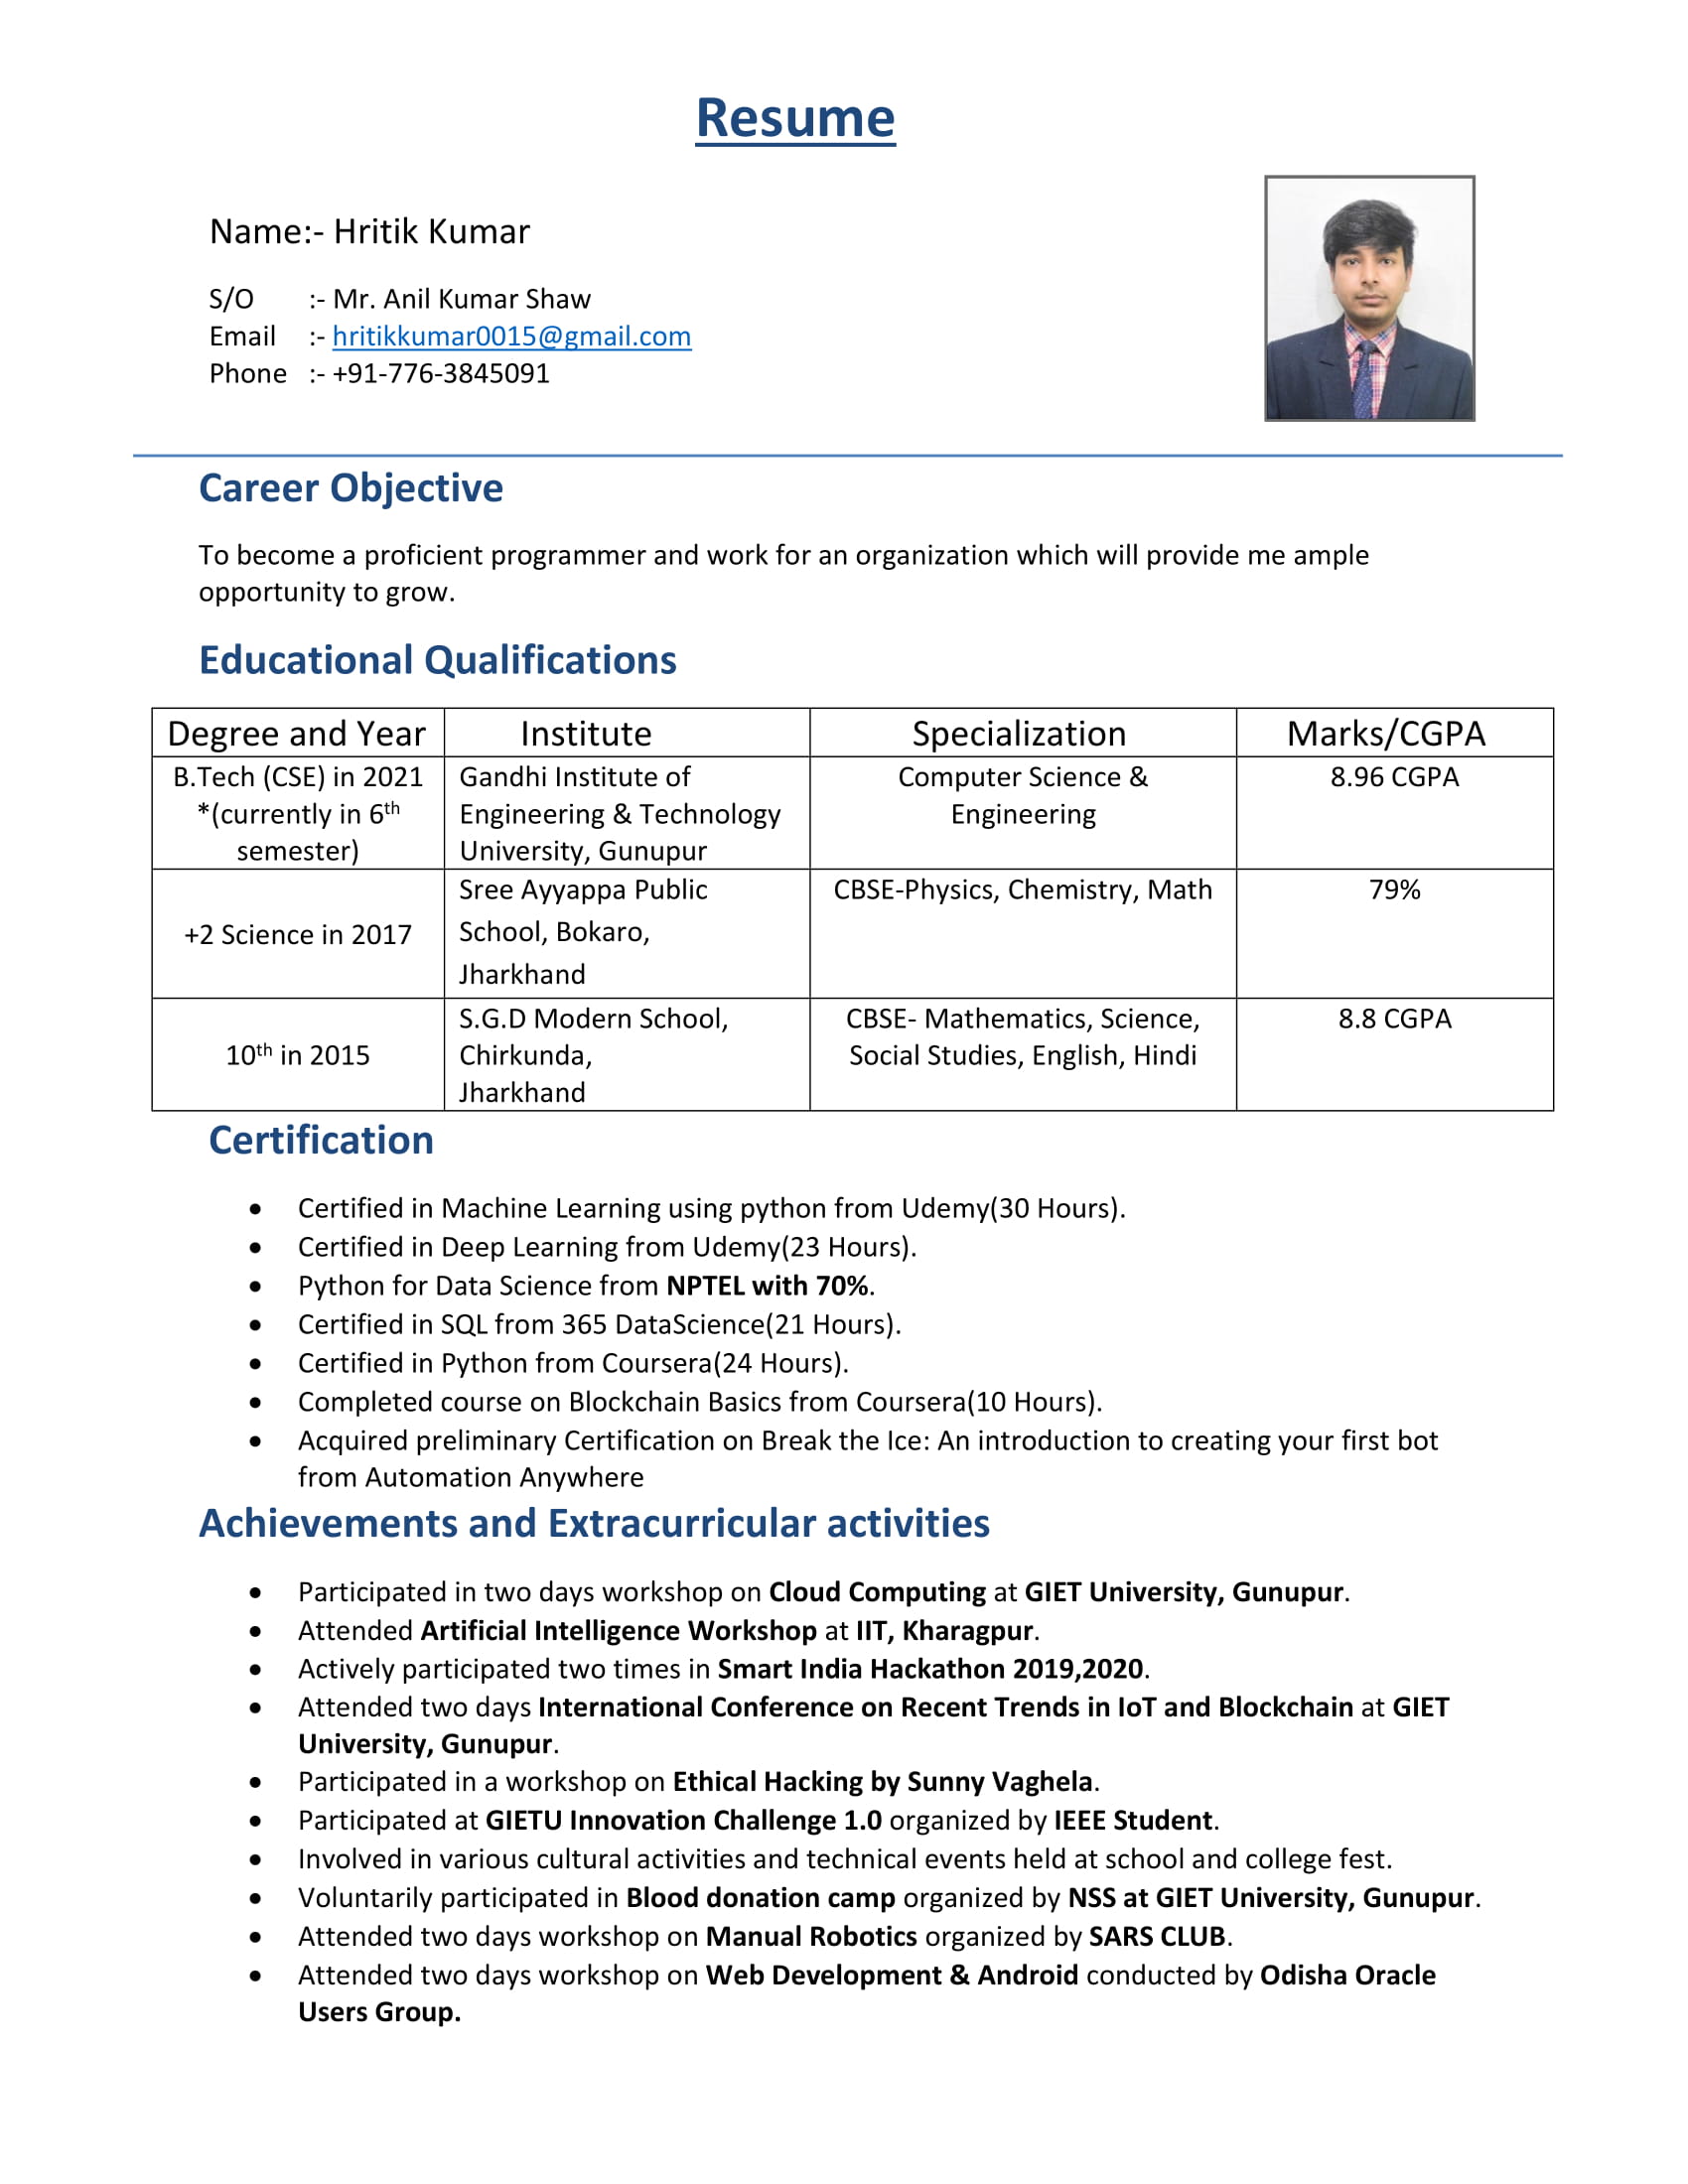 Resume
Name:- Hritik Kumar
S/O :- Mr. Anil Kumar Shaw
Email :- hritikkumar0015@gmail.com
Phone :- +91-776-3845091
Career Objective
To become a proficient programmer and work for an organization which will provide me ample
opportunity to grow.
Educational Qualifications
Degree and Year Institute Specialization Marks/CGPA
B.Tech (CSE) in 2021 Gandhi Institute of Computer Science & 8.96 CGPA
*(currently in 6th Engineering & Technology Engineering
semester) University, Gunupur
Sree Ayyappa Public CBSE-Physics, Chemistry, Math 79%
+2 Science in 2017 School, Bokaro,
Jharkhand
S.G.D Modern School, CBSE- Mathematics, Science, 8.8 CGPA
10th in 2015 Chirkunda, Social Studies, English, Hindi
Jharkhand
Certification
• Certified in Machine Learning using python from Udemy(30 Hours).
• Certified in Deep Learning from Udemy(23 Hours).
• Python for Data Science from NPTEL with 70%.
• Certified in SQL from 365 DataScience(21 Hours).
• Certified in Python from Coursera(24 Hours).
• Completed course on Blockchain Basics from Coursera(10 Hours).
• Acquired preliminary Certification on Break the Ice: An introduction to creating your first bot
from Automation Anywhere
Achievements and Extracurricular activities
• Participated in two days workshop on Cloud Computing at GIET University, Gunupur.
• Attended Artificial Intelligence Workshop at IIT, Kharagpur.
• Actively participated two times in Smart India Hackathon 2019,2020.
• Attended two days International Conference on Recent Trends in IoT and Blockchain at GIET
University, Gunupur.
• Participated in a workshop on Ethical Hacking by Sunny Vaghela.
• Participated at GIETU Innovation Challenge 1.0 organized by IEEE Student.
• Involved in various cultural activities and technical events held at school and college fest.
• Voluntarily participated in Blood donation camp organized by NSS at GIET University, Gunupur.
• Attended two days workshop on Manual Robotics organized by SARS CLUB.
• Attended two days workshop on Web Development & Android conducted by Odisha Oracle
Users Group.